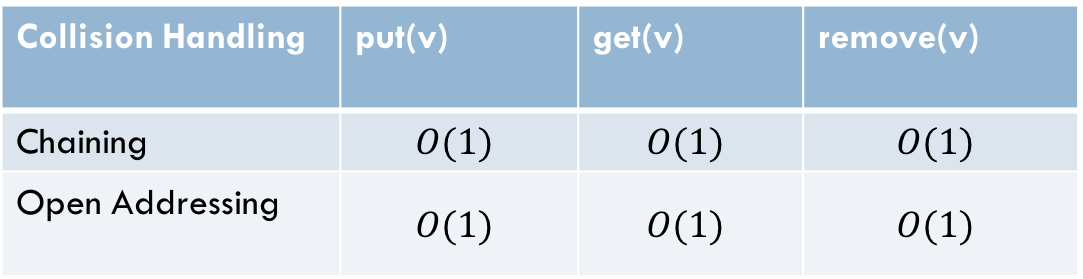 Collision Handling put(v) get(v) remove(v)
Chaining O(1) O(1) O(1)
Open Addressing O(1) O(1) O(1)